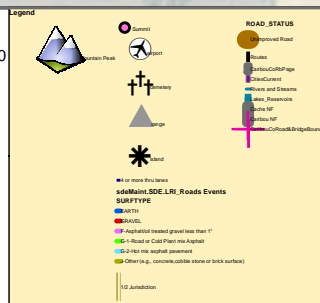 0
Legend
Mountain Peak
Summit
airport
cemetery
range
island
4 or more thru lanes
sdeMaint.SDE.LRI_Roads Events
SURFTYP
EARTH
GRAVEL
F-Asphalt/oil treated gravel less than 1"
G-1-Road or Cold Plant mix Asphalt
G-2-Hot mix asphalt pavement
J-Other (e.g., concrete,cobble stone or brick surface)
1/2 Jurisdiction
ROAD_STATUS
Unimproved Road
Routes
CaribouCoRbPage
CitiesCurrent
Rivers and Streams
Lakes_Reservoirs
Cache NF
Caribou NF
CaribouCoRoad&BridgeBound